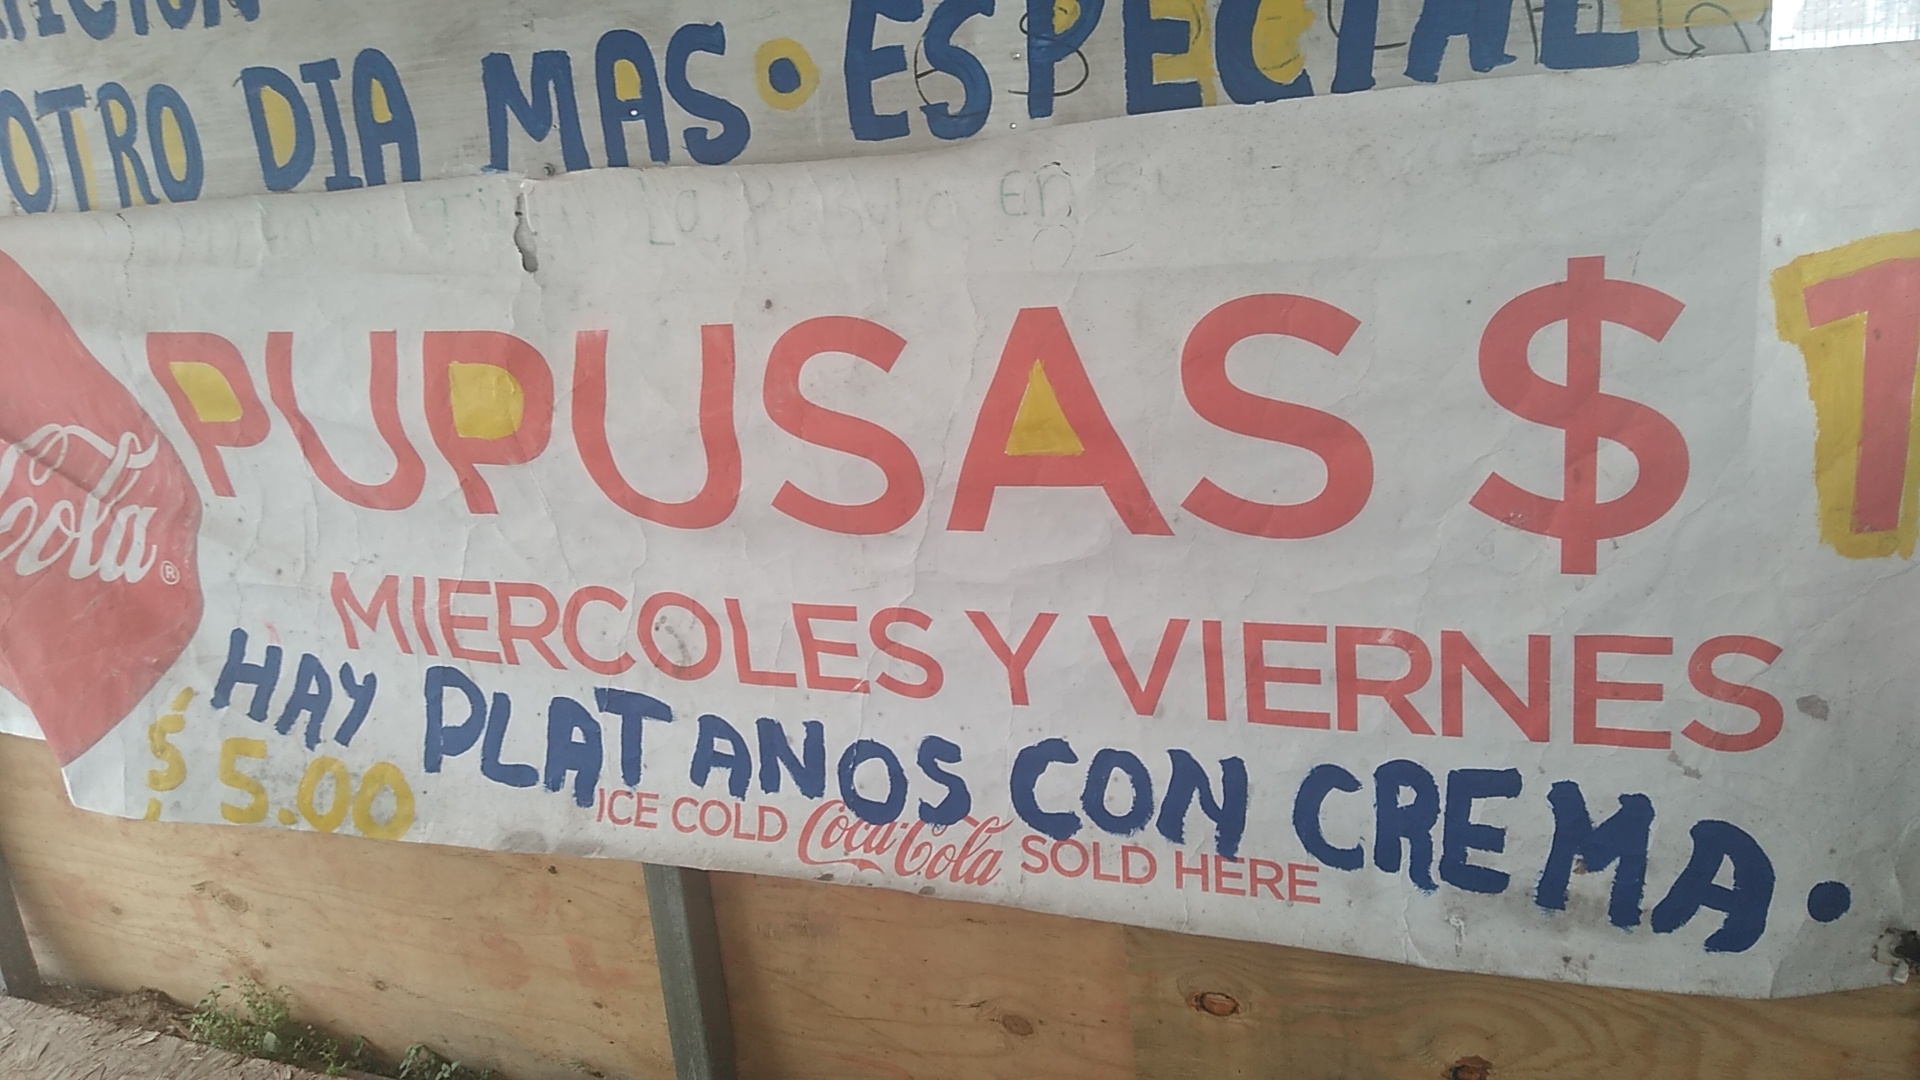 OTRO DIA MAS • ESPECIAL
PUPUSAS $ 1
Cola®
MIERCOLES Y VIERNES
HAY PLATANOS CON CREMA.
$ 5.00
ICE COLD Coca-Cola SOLD HERE